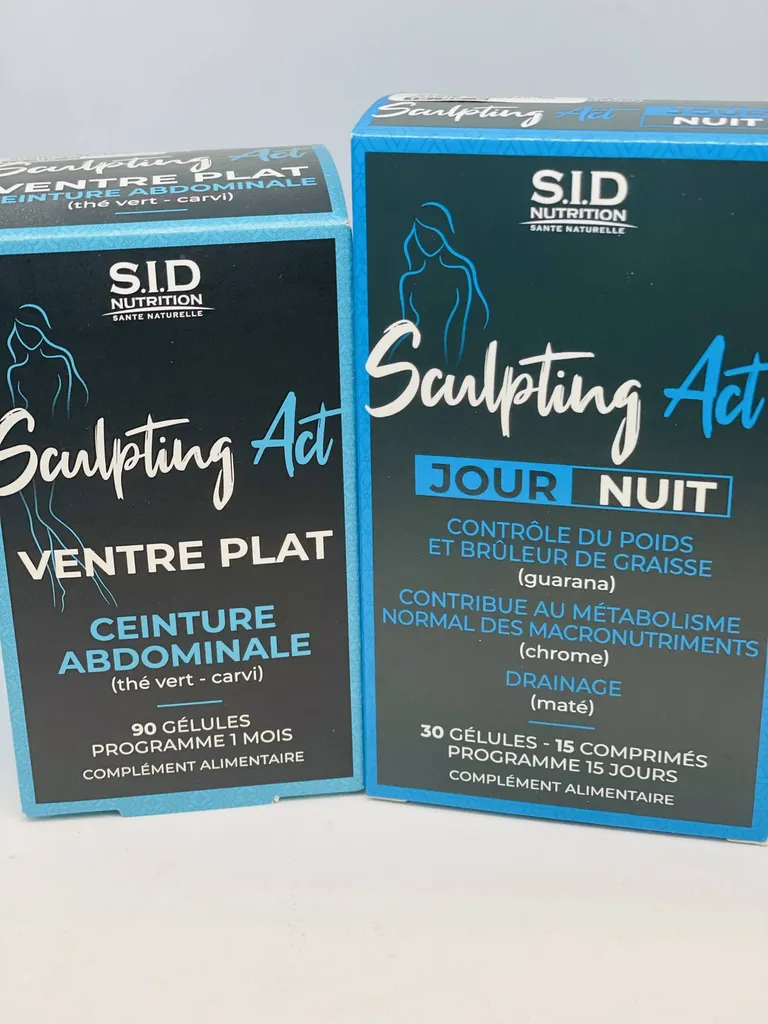 Sculpting Act
VENTRE PLAT
CEINTURE ABDOMINALE
(thé vert - carvi)
S.I.D
NUTRITION
SANTE NATURELLE
Sculpting Act
VENTRE PLAT
CEINTURE
ABDOMINALE
(thé vert - carvi)
90 GÉLULES
PROGRAMME 1 MOIS
COMPLÉMENT ALIMENTAIRE
Sculpting Act
JOUR
NUIT
S.I.D
NUTRITION
SANTE NATURELLE
Sculpting Act
JOUR NUIT
CONTRÔLE DU POIDS
ET BRÛLEUR DE GRAISSE
(guarana)
CONTRIBUE AU MÉTABOLISME
NORMAL DES MACRONUTRIMENTS
(chrome)
DRAINAGE
(maté)
30 GÉLULES - 15 COMPRIMÉS
PROGRAMME 15 JOURS
COMPLÉMENT ALIMENTAIRE